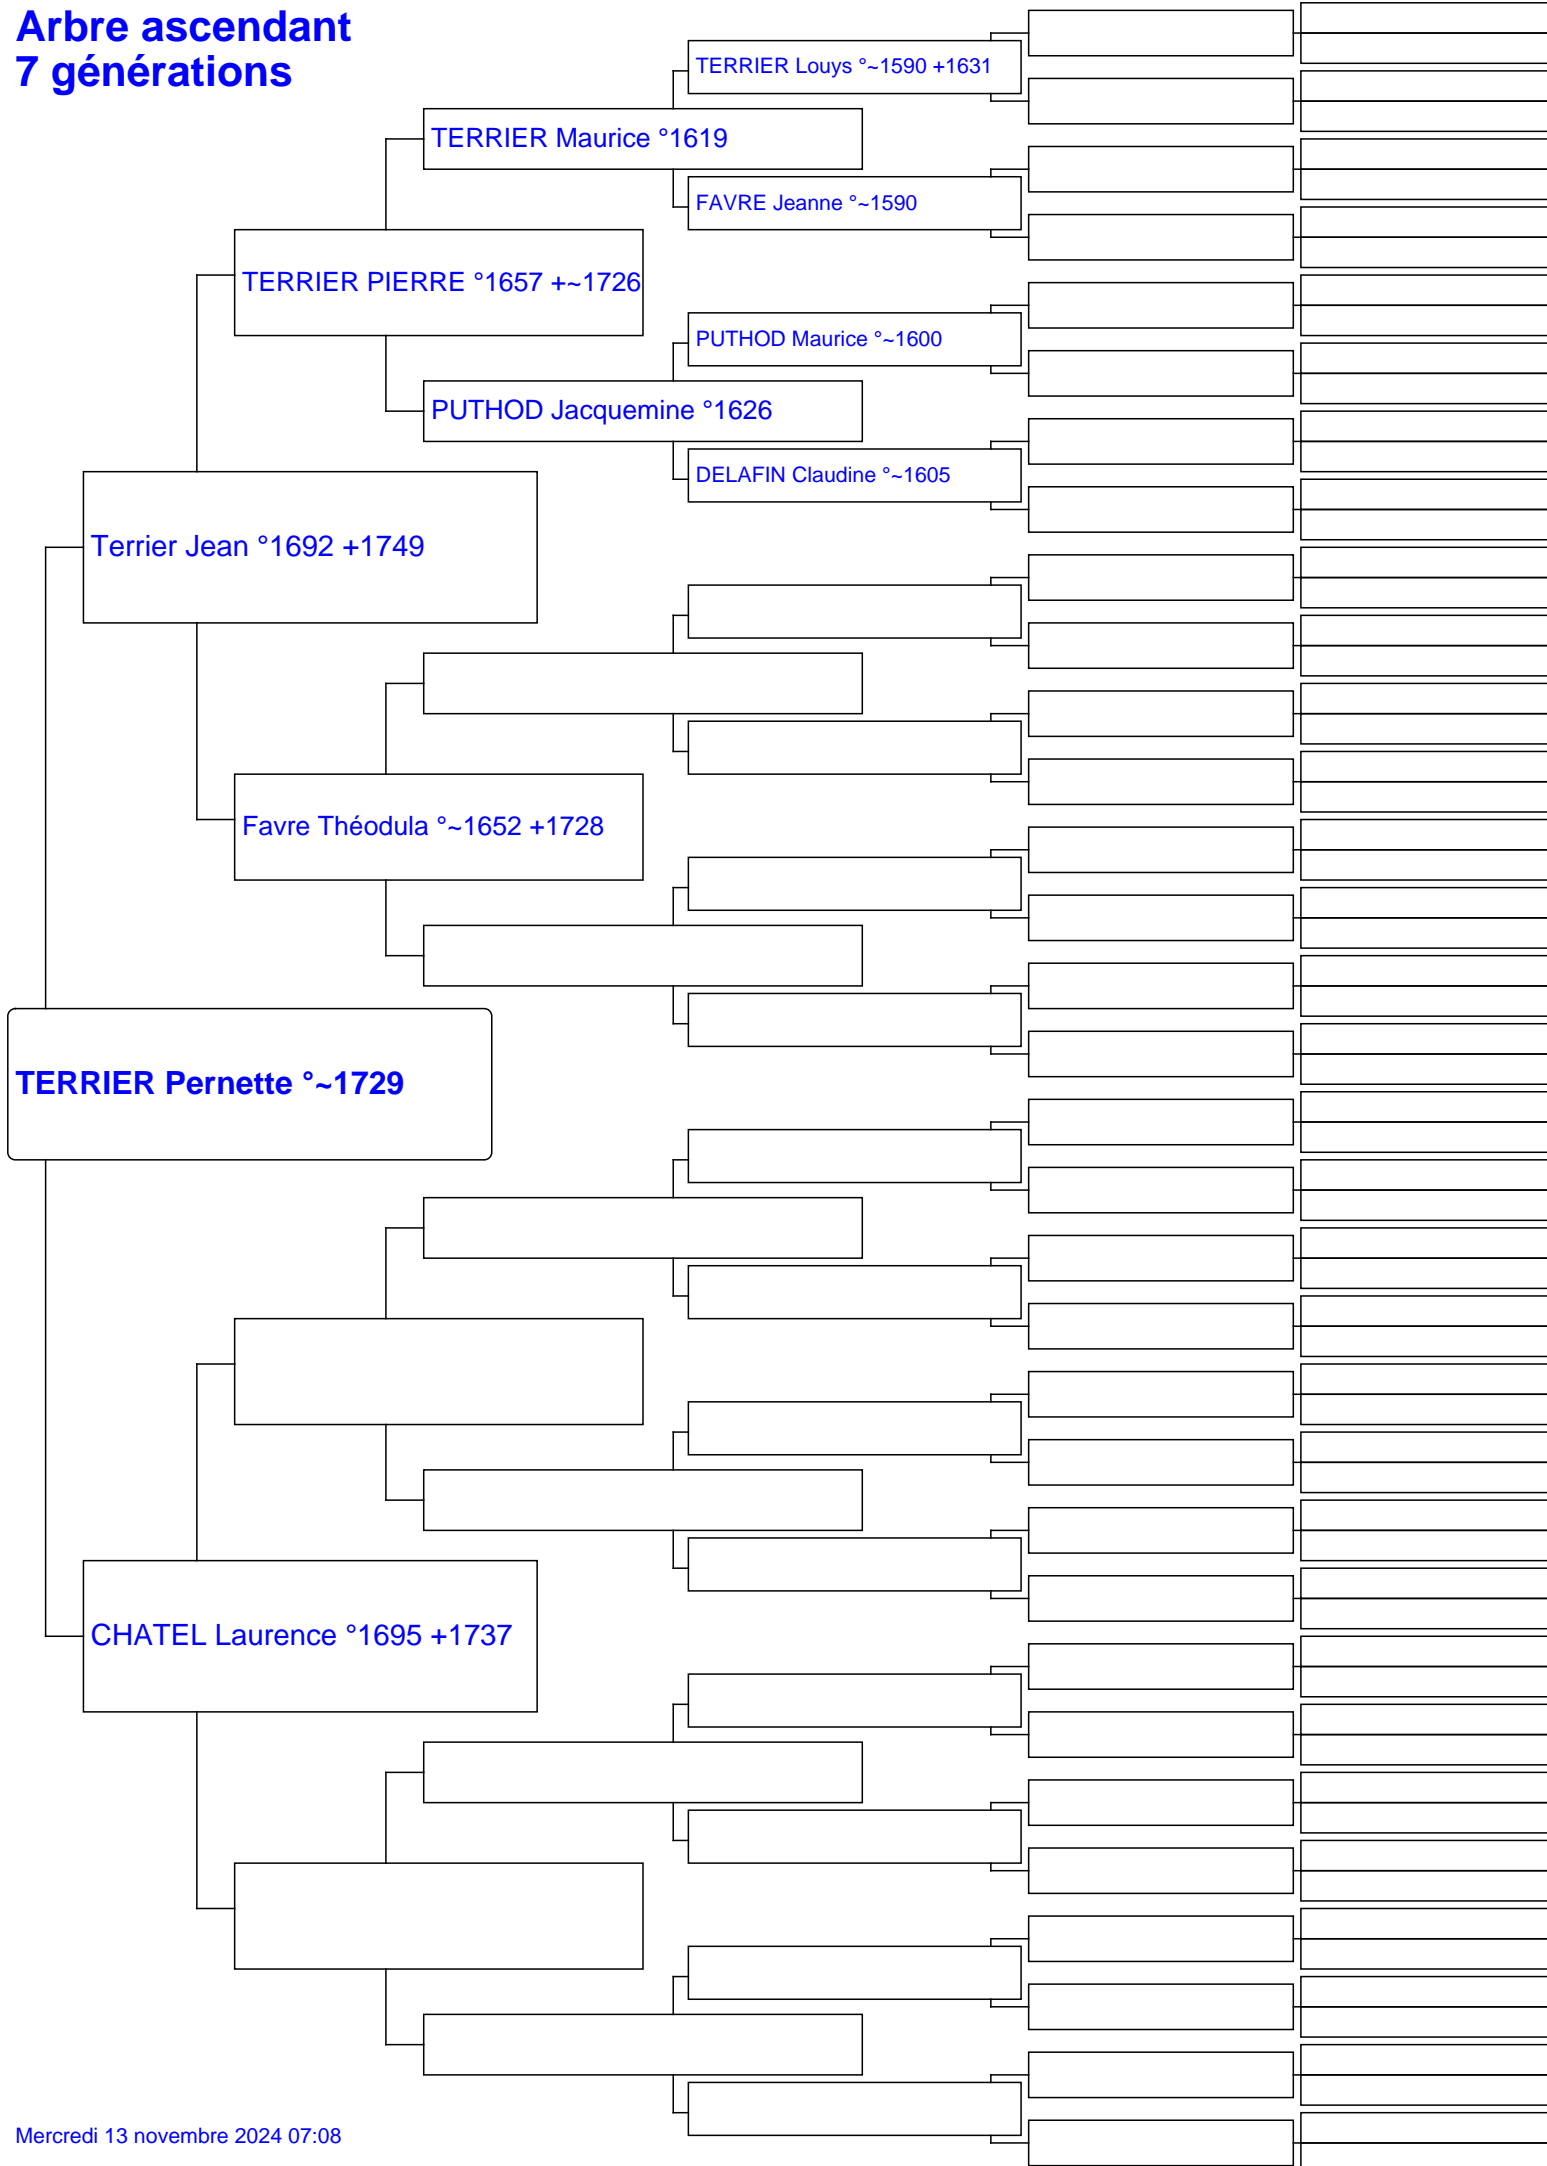 Arbre ascendant
7 générations
TERRIER Louys °~1590 +1631
TERRIER Maurice °1619
FAVRE Jeanne °~1590
TERRIER PIERRE °1657 +~1726
PUTHOD Maurice °~1600
PUTHOD Jacquemine °1626
DELAFIN Claudine °~1605
Terrier Jean °1692 +1749
Favre Théodula °~1652 +1728
TERRIER Pernette °~1729
CHATEL Laurence °1695 +1737
Mercredi 13 novembre 2024 07:08